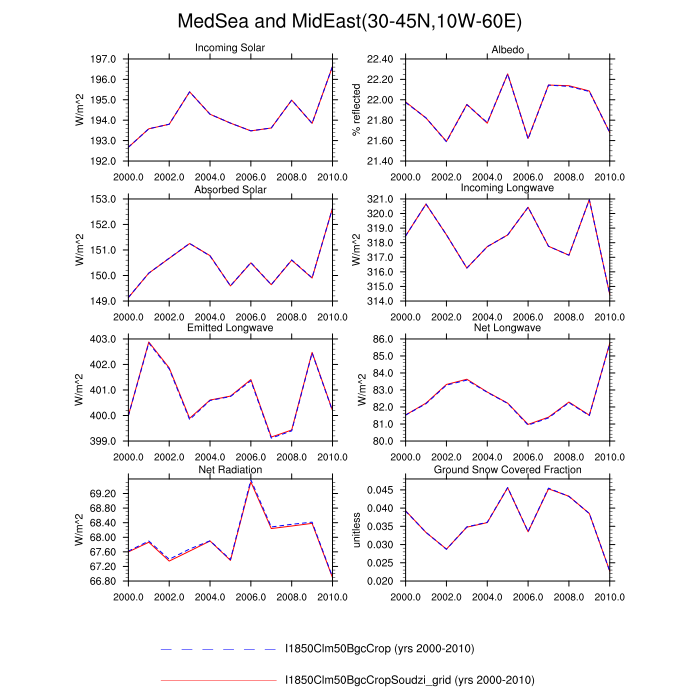 MedSea and MidEast(30-45N,10W-60E)
Incoming Solar
W/m^2
197.0
196.0
195.0
194.0
193.0
192.0
2000.0 2002.0 2004.0 2006.0 2008.0 2010.0
Albedo
% reflected
22.40
22.20
22.00
21.80
21.60
21.40
2000.0 2002.0 2004.0 2006.0 2008.0 2010.0
Absorbed Solar
W/m^2
153.0
152.0
151.0
150.0
149.0
2000.0 2002.0 2004.0 2006.0 2008.0 2010.0
Incoming Longwave
W/m^2
321.0
320.0
319.0
318.0
317.0
316.0
315.0
314.0
2000.0 2002.0 2004.0 2006.0 2008.0 2010.0
Emitted Longwave
W/m^2
403.0
402.0
401.0
400.0
399.0
2000.0 2002.0 2004.0 2006.0 2008.0 2010.0
Net Longwave
W/m^2
86.0
85.0
84.0
83.0
82.0
81.0
80.0
2000.0 2002.0 2004.0 2006.0 2008.0 2010.0
Net Radiation
W/m^2
69.20
68.80
68.40
68.00
67.60
67.20
66.80
2000.0 2002.0 2004.0 2006.0 2008.0 2010.0
Ground Snow Covered Fraction
unitless
0.045
0.040
0.035
0.030
0.025
0.020
2000.0 2002.0 2004.0 2006.0 2008.0 2010.0
I1850Clm50BgcCrop (yrs 2000-2010)
I1850Clm50BgcCropSoudzi_grid (yrs 2000-2010)